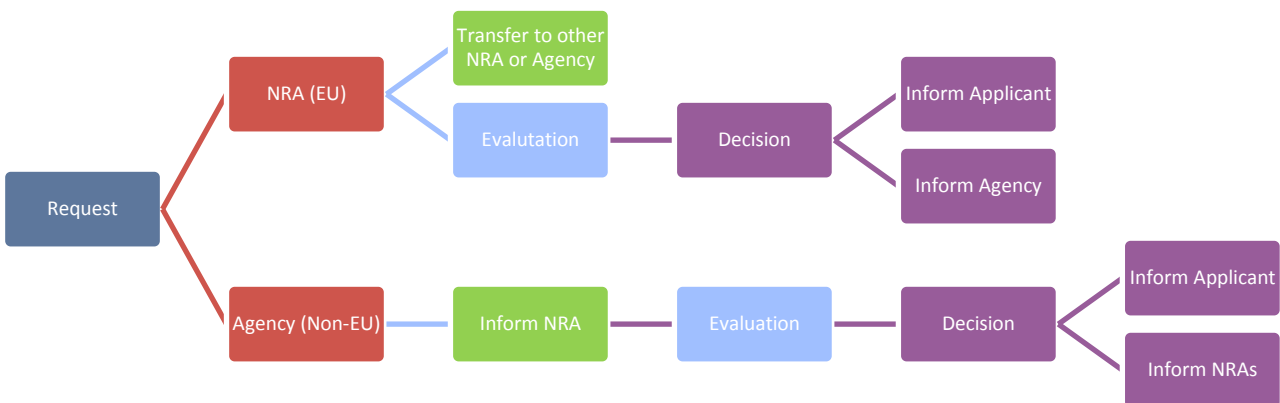 Request
NRA (EU)
Transfer to other
NRA or Agency
Evalutation
Decision
Inform Applicant
Inform Agency
Agency (Non-EU)
Inform NRA
Evaluation
Decision
Inform Applicant
Inform NRAs